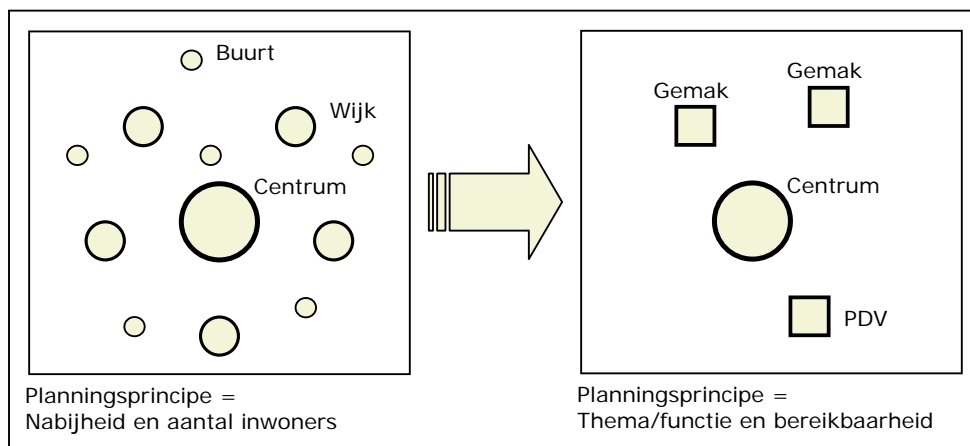 Buurt
Wijk
Centrum
Planningsprincipe =
Nabijheid en aantal inwoners
Gemak
Gemak
Centrum
PDV
Planningsprincipe =
Thema/functie en bereikbaarheid